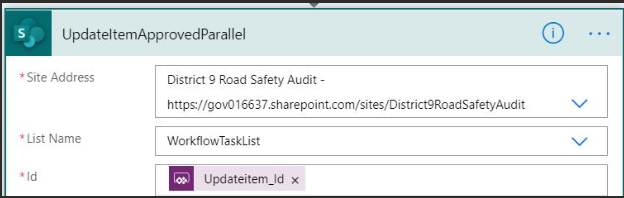 S
UpdateItemApprovedParallel
i
* Site Address
District 9 Road Safety Audit -
https://gov016637.sharepoint.com/sites/District9RoadSafetyAudit
* List Name
WorkflowTaskList
* Id
Updateitem_Id ×